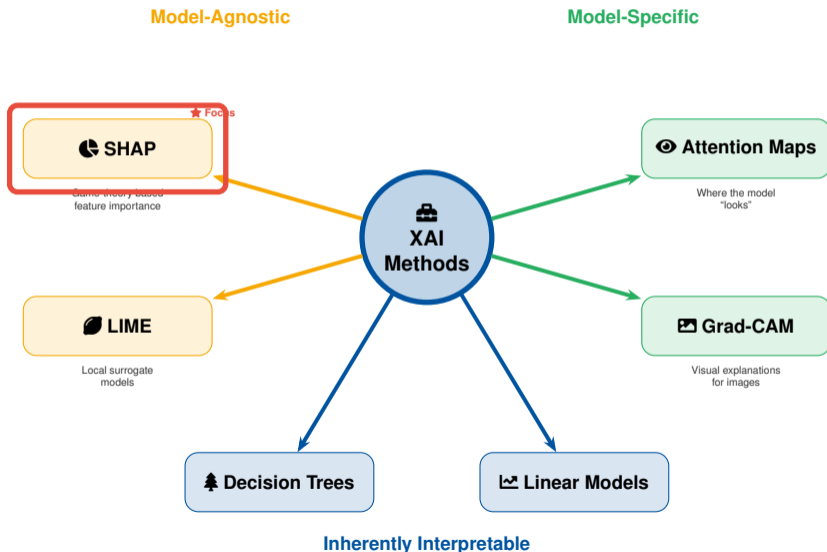 Model-Agnostic
Model-Specific
Focus
SHAP
Game-theory based
feature importance
Attention Maps
Where the model
“looks”
XAI
Methods
LIME
Local surrogate
models
Grad-CAM
Visual explanations
for images
Decision Trees
Linear Models
Inherently Interpretable